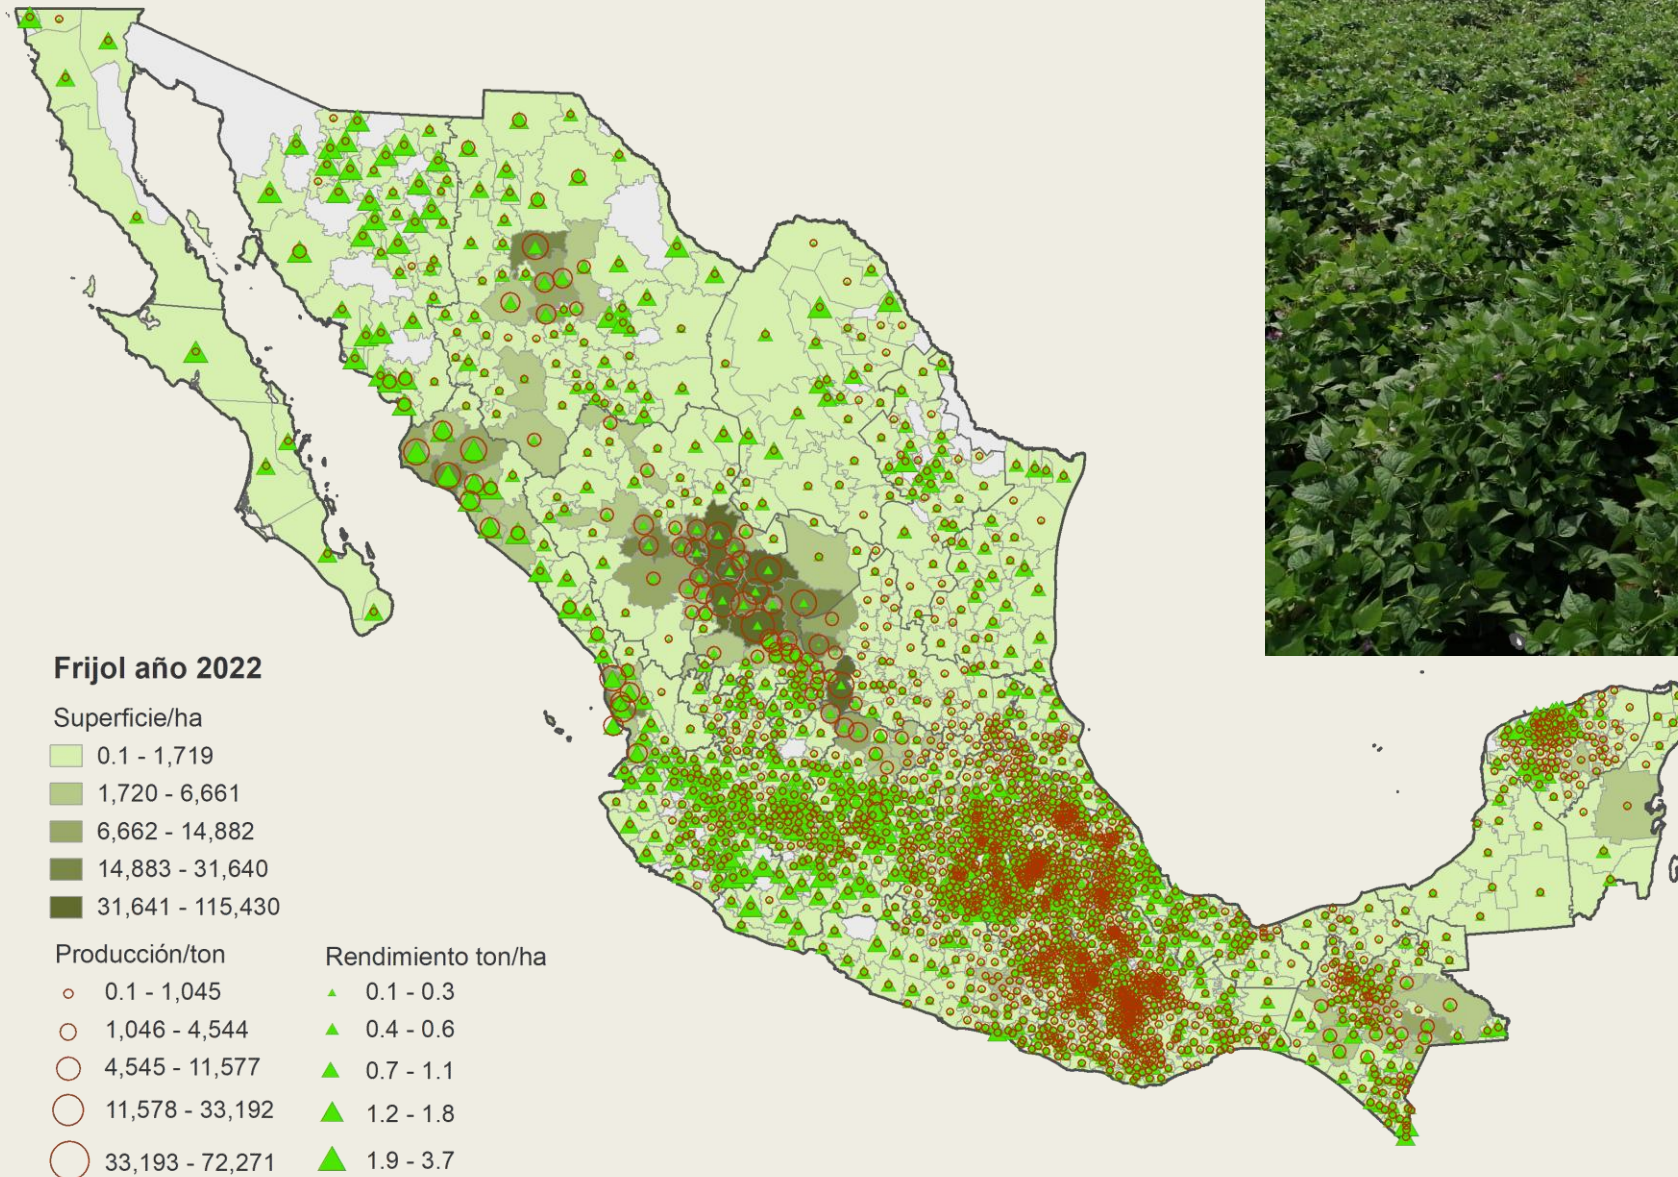 Frijol año 2022
Superficie/ha
0.1 - 1,719
1,720 - 6,661
6,662 - 14,882
14,883 - 31,640
31,641 - 115,430
Producción/ton
0.1 - 1,045
1,046 - 4,544
4,545 - 11,577
11,578 - 33,192
33,193 - 72,271
Rendimiento ton/ha
0.1 - 0.3
0.4 - 0.6
0.7 - 1.1
1.2 - 1.8
1.9 - 3.7